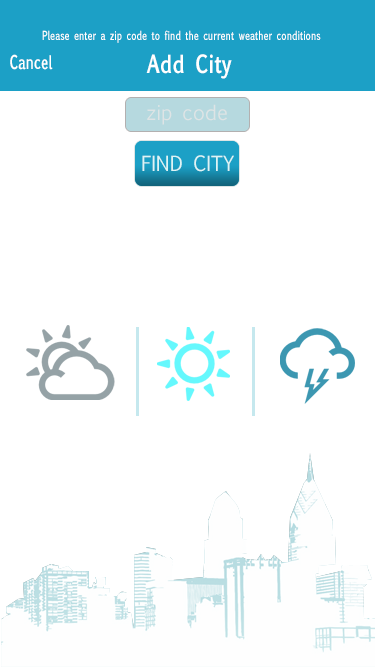 Please enter a zip code to find the current weather conditions
Cancel
Add City
zip code
FIND CITY